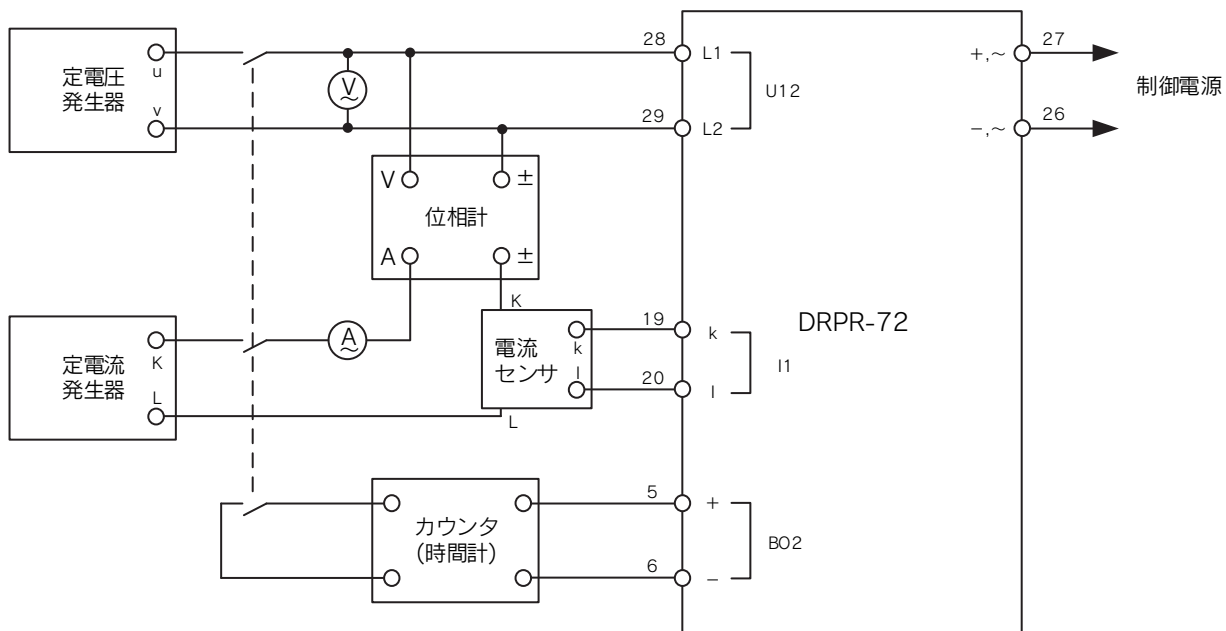 定電圧
発生器
u
v
V
~
28
29
L1
L2
U12
+,~
−,~
27
26
制御電源
V
±
位相計
A
±
定電流
発生器
K
L
A
~
K
電流
センサ
k
l
L
19
20
k
l
I1
DRPR-72
カウンタ
(時間計)
5
6
+
−
BO2